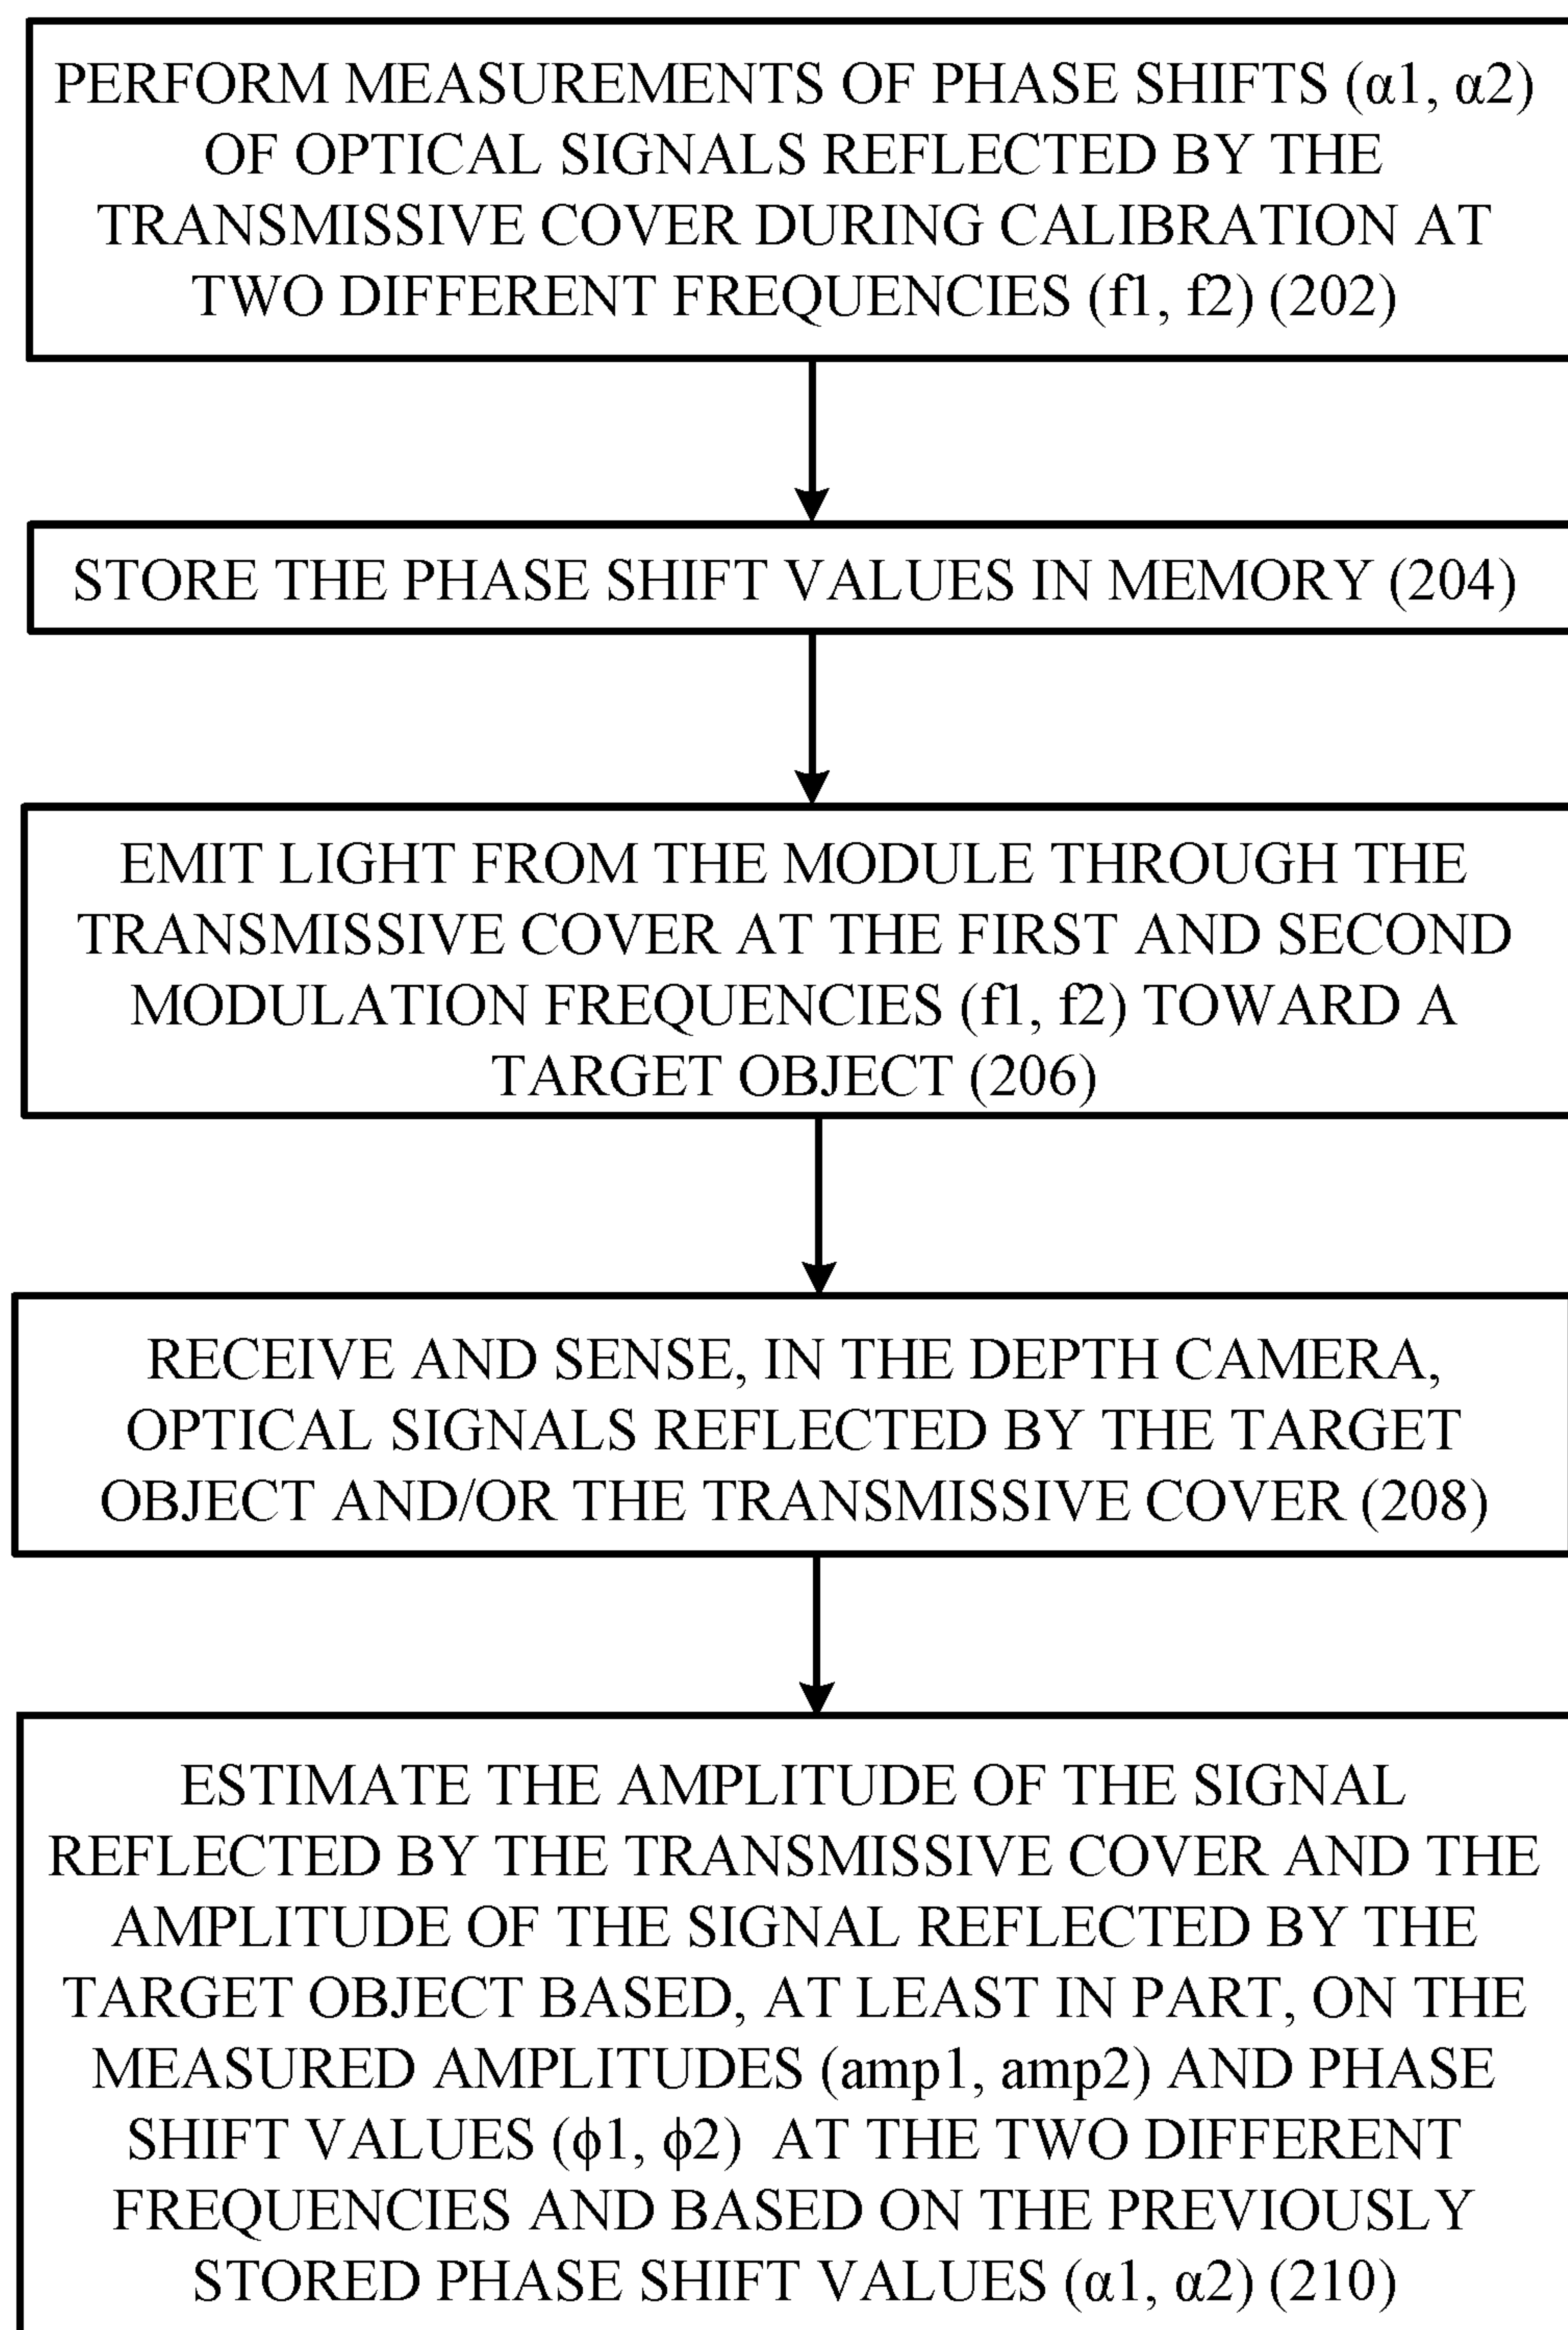 PERFORM MEASUREMENTS OF PHASE SHIFTS (α1, α2)
OF OPTICAL SIGNALS REFLECTED BY THE
TRANSMISSIVE COVER DURING CALIBRATION AT
TWO DIFFERENT FREQUENCIES (f1, f2) (202)
STORE THE PHASE SHIFT VALUES IN MEMORY (204)
EMIT LIGHT FROM THE MODULE THROUGH THE
TRANSMISSIVE COVER AT THE FIRST AND SECOND
MODULATION FREQUENCIES (f1, f2) TOWARD A
TARGET OBJECT (206)
RECEIVE AND SENSE, IN THE DEPTH CAMERA,
OPTICAL SIGNALS REFLECTED BY THE TARGET
OBJECT AND/OR THE TRANSMISSIVE COVER (208)
ESTIMATE THE AMPLITUDE OF THE SIGNAL
REFLECTED BY THE TRANSMISSIVE COVER AND THE
AMPLITUDE OF THE SIGNAL REFLECTED BY THE
TARGET OBJECT BASED, AT LEAST IN PART, ON THE
MEASURED AMPLITUDES (amp1, amp2) AND PHASE
SHIFT VALUES (ϕ1, ϕ2) AT THE TWO DIFFERENT
FREQUENCIES AND BASED ON THE PREVIOUSLY
STORED PHASE SHIFT VALUES (α1, α2) (210)